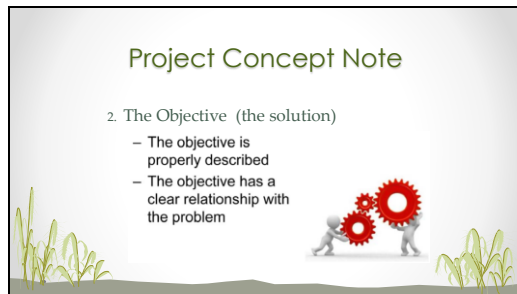 Project Concept Note
2. The Objective (the solution)
– The objective is
properly described
– The objective has a
clear relationship with
the problem